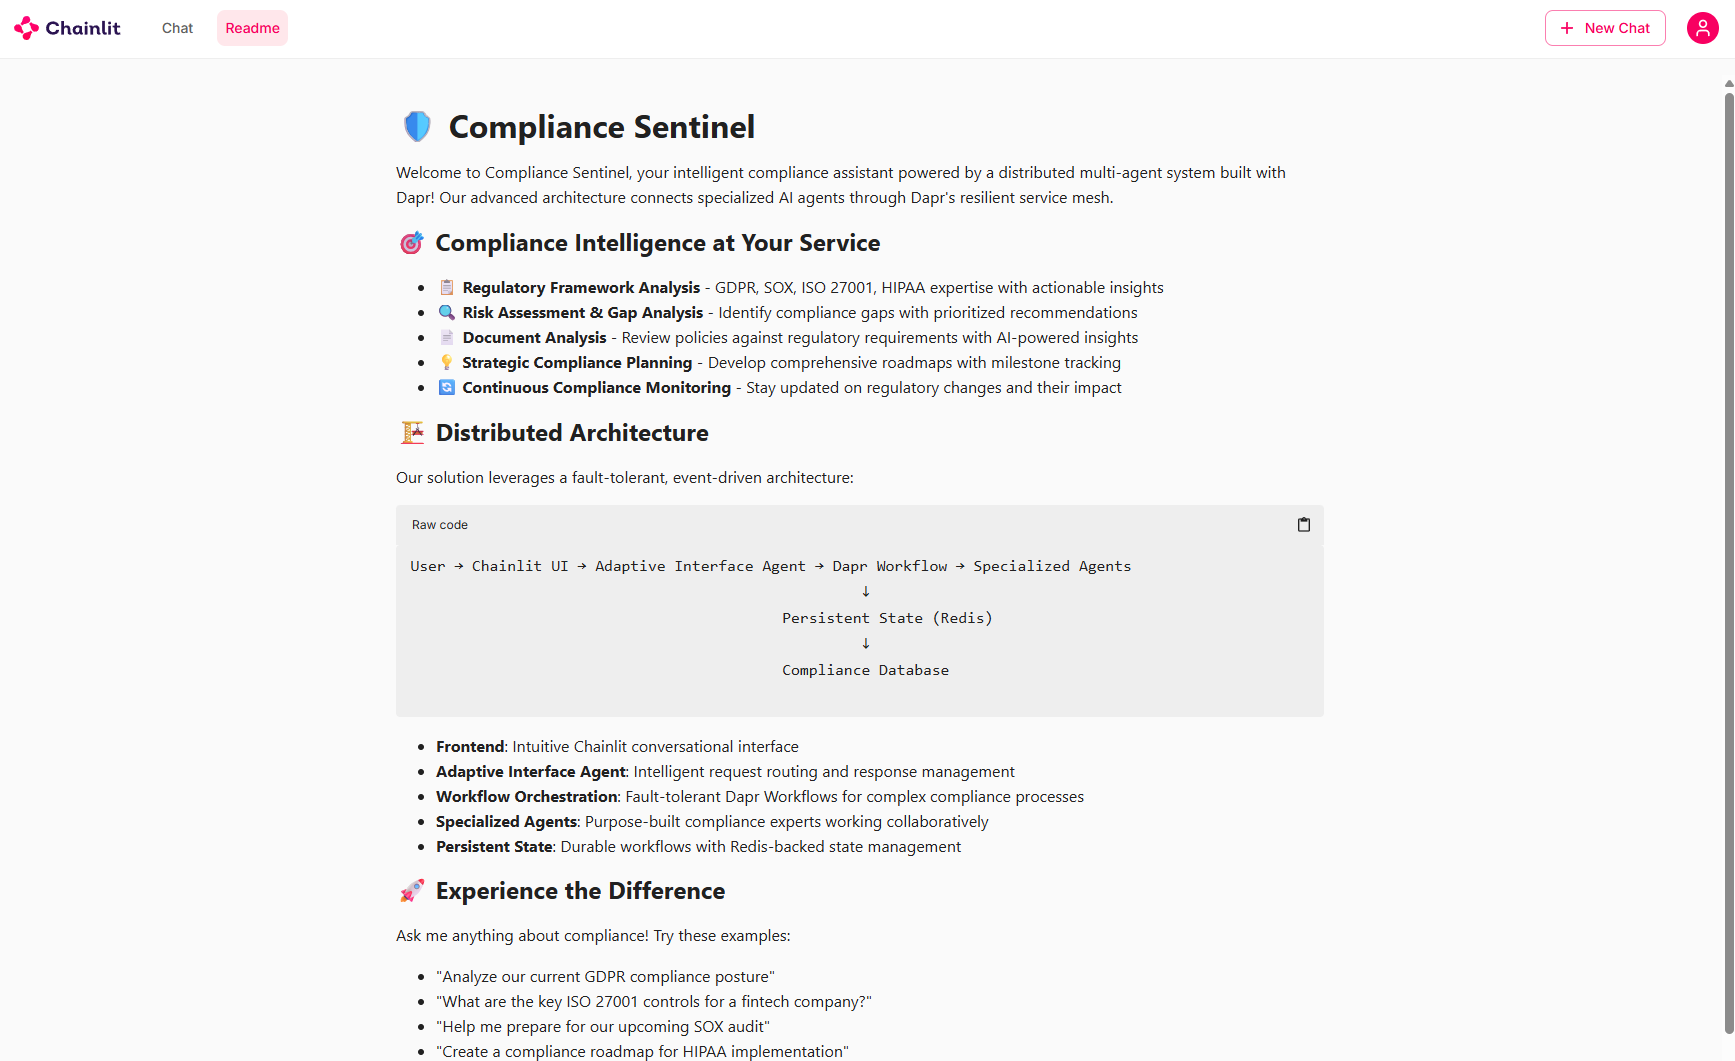 Chainlit
Chat
Readme
New Chat
Compliance Sentinel
Welcome to Compliance Sentinel, your intelligent compliance assistant powered by a distributed multi-agent system built with
Dapr! Our advanced architecture connects specialized AI agents through Dapr's resilient service mesh.
Compliance Intelligence at Your Service
Regulatory Framework Analysis - GDPR, SOX, ISO 27001, HIPAA expertise with actionable insights
Risk Assessment & Gap Analysis - Identify compliance gaps with prioritized recommendations
Document Analysis - Review policies against regulatory requirements with AI-powered insights
Strategic Compliance Planning - Develop comprehensive roadmaps with milestone tracking
Continuous Compliance Monitoring - Stay updated on regulatory changes and their impact
Distributed Architecture
Our solution leverages a fault-tolerant, event-driven architecture:
Raw code
User → Chainlit UI → Adaptive Interface Agent → Dapr Workflow → Specialized Agents
↓
Persistent State (Redis)
↓
Compliance Database
Frontend: Intuitive Chainlit conversational interface
Adaptive Interface Agent: Intelligent request routing and response management
Workflow Orchestration: Fault-tolerant Dapr Workflows for complex compliance processes
Specialized Agents: Purpose-built compliance experts working collaboratively
Persistent State: Durable workflows with Redis-backed state management
Experience the Difference
Ask me anything about compliance! Try these examples:
"Analyze our current GDPR compliance posture"
"What are the key ISO 27001 controls for a fintech company?"
"Help me prepare for our upcoming SOX audit"
"Create a compliance roadmap for HIPAA implementation"